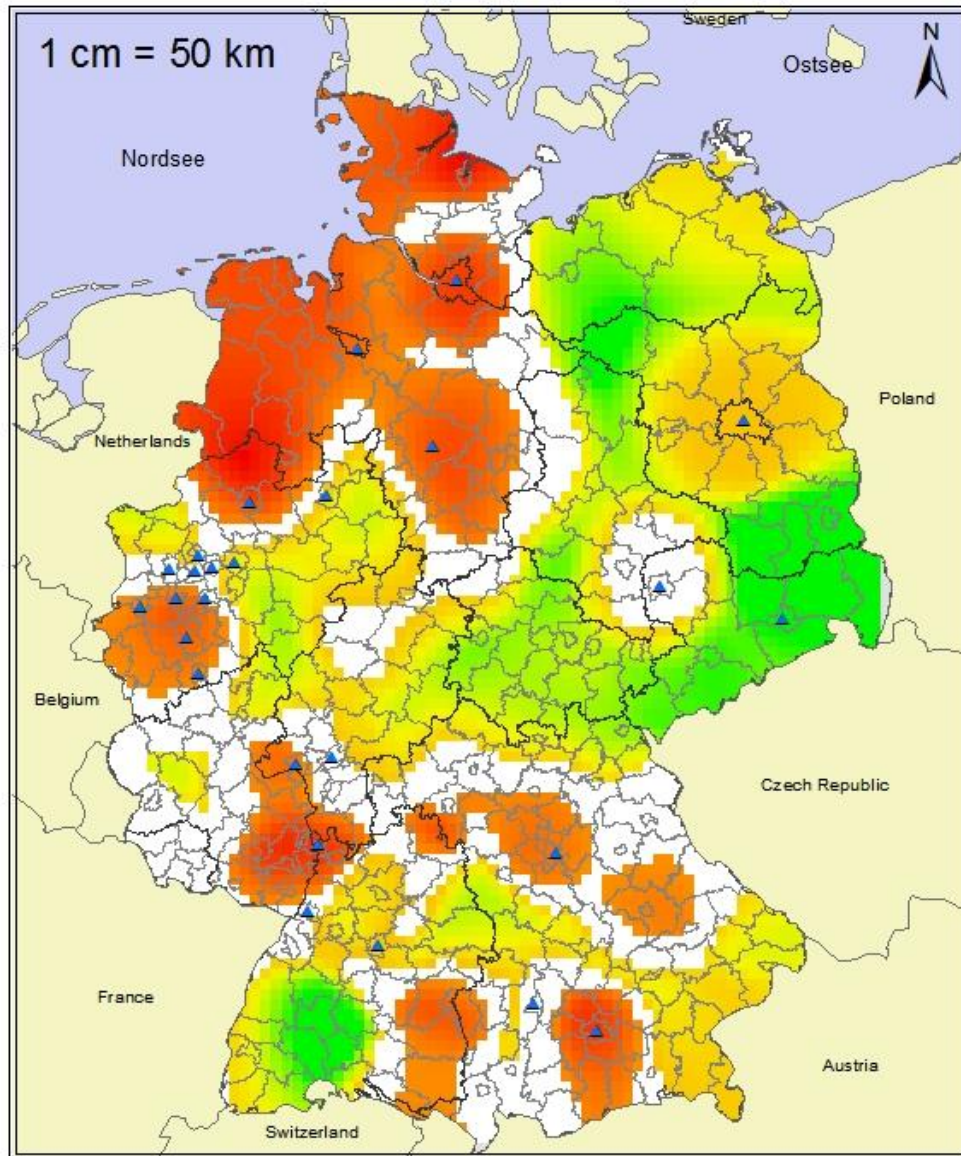 Sweden
1 cm = 50 km
N
Ostsee
Nordsee
Poland
Netherlands
Belgium
Czech Republic
France
Austria
Switzerland